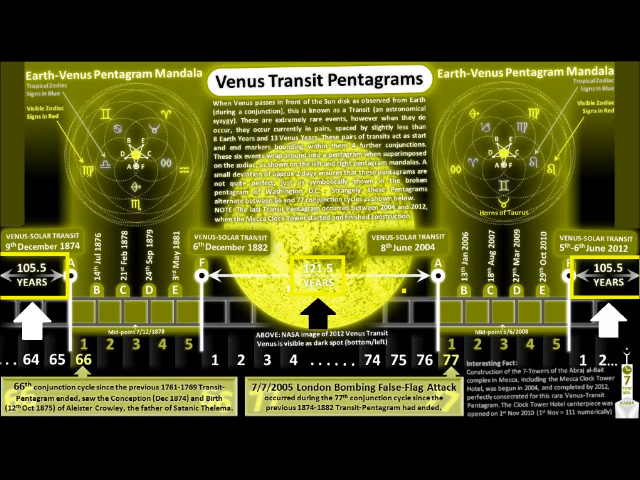 Venus Transit Pentagrams
Earth-Venus Pentagram Mandala
Tropical Zodiac
Signs in Blue
Visible Zodiac
Signs in Red
When Venus passes in front of the Sun disk as observed from Earth
(during a conjunction), this is known as a Transit (an astronomical
syzygy). These are extremely rare events, however when they do
occur, they occur currently in pairs, spaced by slightly less than
8 Earth Years and 13 Venus Years. These pairs of transits act as start
and end markers bounding within them 4 further conjunctions.
These six events wrap around into a pentagram when superimposed
on the zodiac, as shown on the left and right pentagram mandalas. A
small deviation of approx 2 days ensures that these pentagrams are
not quite perfect, just as symbolically shown in the broken
pentagram of Washington D.C.. Strangely these Pentagrams
alternate between 66 and 77 conjunction cycles as shown below.
NOTE: The last Transit Pentagram occurred between 2004 and 2012,
when the Mecca Clock Tower started and finished construction.
Earth-Venus Pentagram Mandala
Tropical Zodiac
Signs in Blue
Visible Zodiac
Signs in Red
Horns of Taurus
VENUS-SOLAR TRANSIT
9th December 1874
14th Jul 1876
21st Feb 1878
24th Sep 1879
3rd May 1881
VENUS-SOLAR TRANSIT
6th December 1882
VENUS-SOLAR TRANSIT
8th June 2004
13th Jan 2006
18th Aug 2007
27th Mar 2009
29th Oct 2010
VENUS-SOLAR TRANSIT
5th-6th June 2012
105.5
YEARS
A B C D E F
121.5
YEARS
A B C D E F
105.5
YEARS
Mid-point 7/12/1878
Mid-point 6/6/2008
1 2 3 4 5
1 2 3 4 5
ABOVE: NASA image of 2012 Venus Transit
Venus is visible as dark spot (bottom/left)
... 64 65 66
1 2 3 4
74 75 76 77
1 2...
66th conjunction cycle since the previous 1761-1769 Transit-
Pentagram ended, saw the Conception (Dec 1874) and Birth
(12th Oct 1875) of Aleister Crowley, the father of Satanic Thelema.
7/7/2005 London Bombing False-Flag Attack
occurred during the 77th conjunction cycle since the
previous 1874-1882 Transit-Pentagram had ended.
Interesting Fact:
Construction of the 7-Towers of the Abraj al-Bait
complex in Mecca, including the Mecca Clock Tower
Hotel, was begun in 2004, and completed by 2012,
perfectly consecrated for this rare Venus-Transit
Pentagram. The Clock Tower Hotel centerpiece was
opened on 1st Nov 2010 (1st Nov = 111 numerically)
7